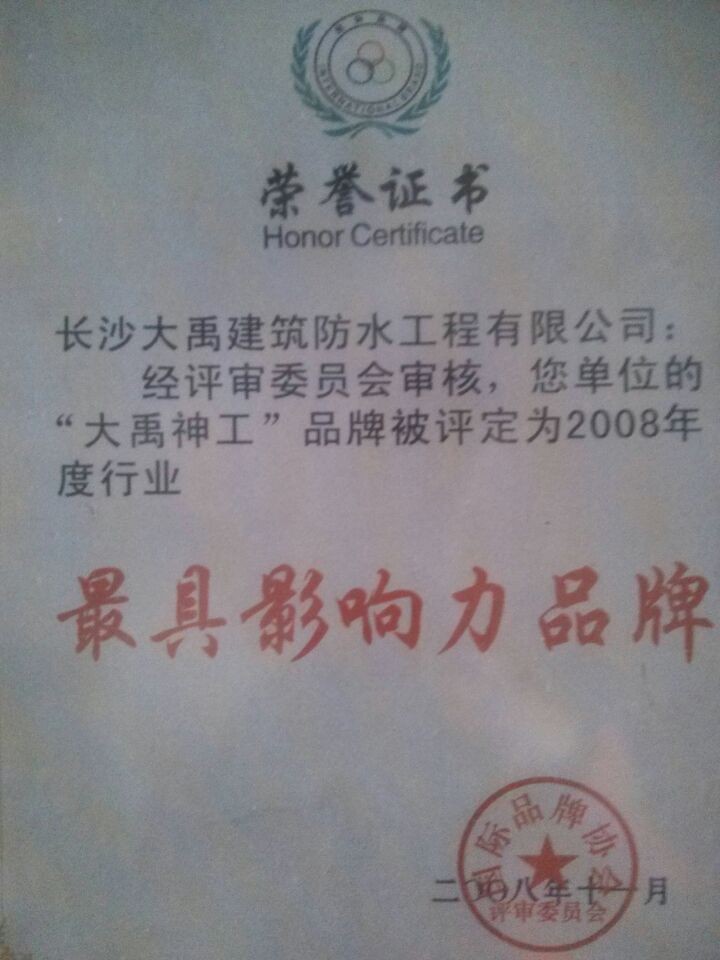 INTERNATIONAL BRAND
荣誉证书
Honor Certificate
长沙大禹建筑防水工程有限公司：
经评审委员会审核，您单位的
“大禹神工”品牌被评定为2008年
度行业
最具影响力品牌
国际品牌协会
二〇〇八年十一月
评审委员会